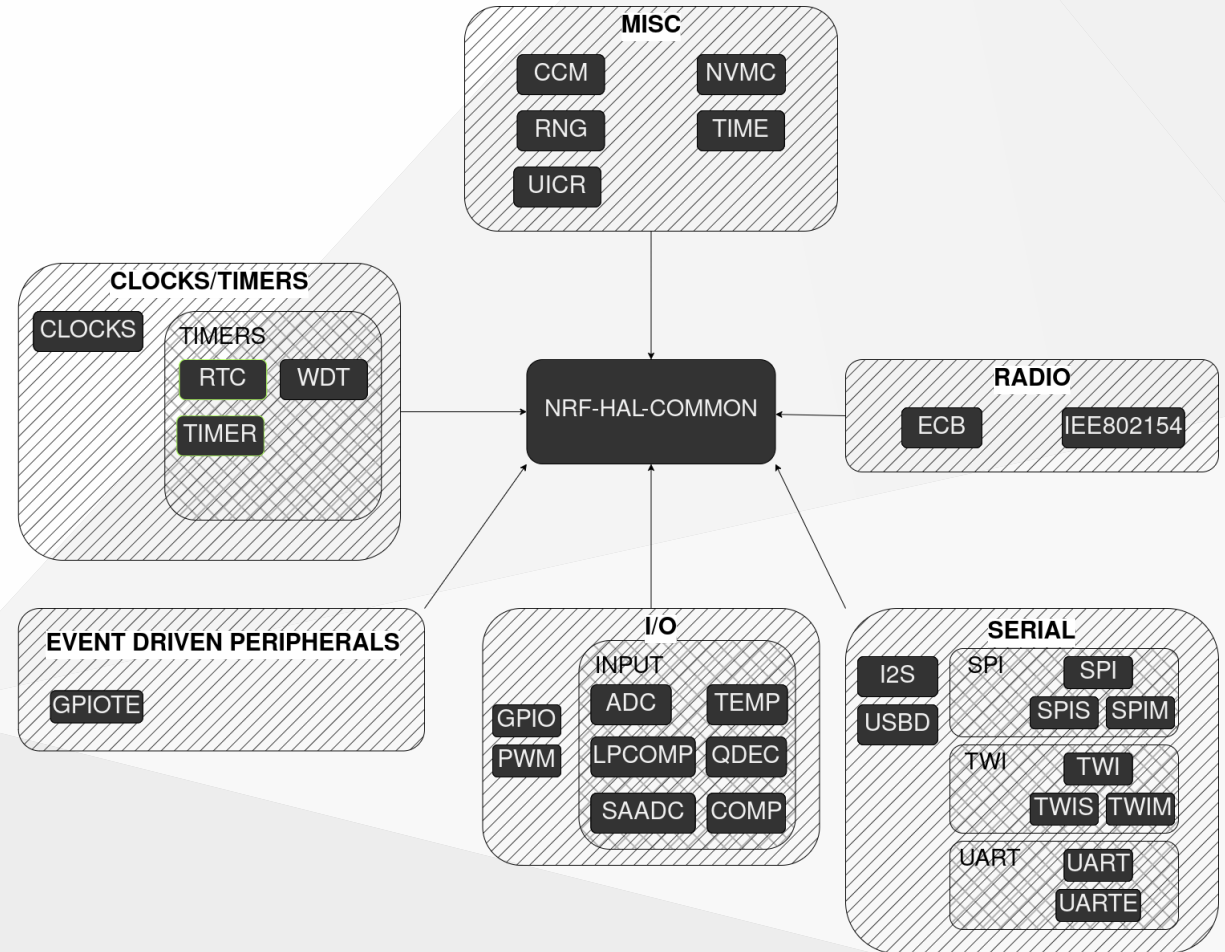 MISC
CCM
NVMC
RNG
TIME
UICR
CLOCKS/TIMERS
CLOCKS
TIMERS
RTC
WDT
TIMER
NRF-HAL-COMMON
RADIO
ECB
IEE802154
EVENT DRIVEN PERIPHERALS
GPIOTE
I/O
GPIO
PWM
INPUT
ADC
TEMP
LPCOMP
QDEC
SAADC
COMP
SERIAL
I2S
USBD
SPI
SPI
SPIS
SPIM
TWI
TWI
TWIS
TWIM
UART
UART
UARTE